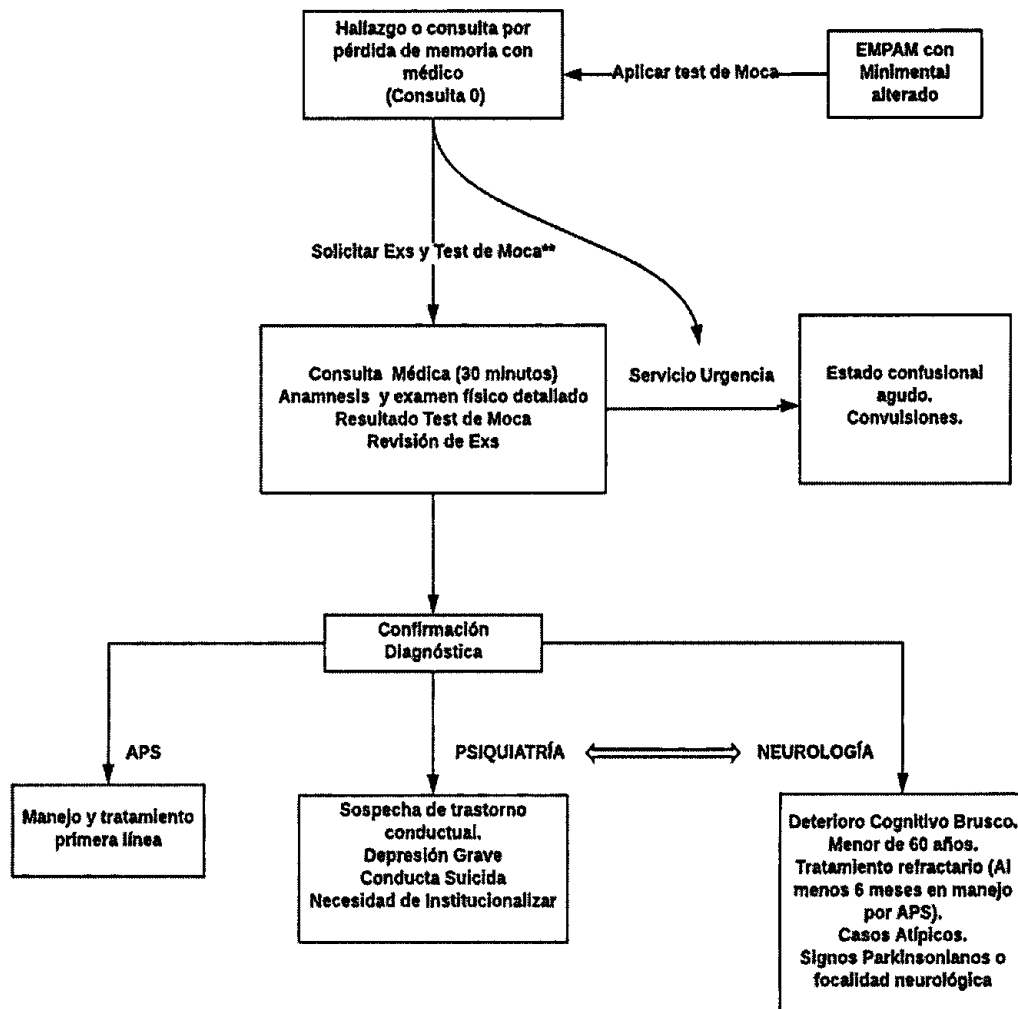 Hallazgo o consulta por
pérdida de memoria con
médico
(Consulta 0)
Aplicar test de Moca
EMPAM con
Minimental
alterado
Solicitar Exs y Test de Moca**
Consulta Médica (30 minutos)
Anamnesis y examen físico detallado
Resultado Test de Moca
Revisión de Exs
Servicio Urgencia
Estado confusional
agudo.
Convulsiones.
Confirmación
Diagnóstica
APS
PSIQUIATRÍA
NEUROLOGÍA
Manejo y tratamiento
primera línea
Sospecha de trastorno
conductual.
Depresión Grave
Conducta Suicida
Necesidad de Institucionalizar
Deterioro Cognitivo Brusco.
Menor de 60 años.
Tratamiento refractario (Al
menos 6 meses en manejo
por APS).
Casos Atípicos.
Signos Parkinsonianos o
focalidad neurológica